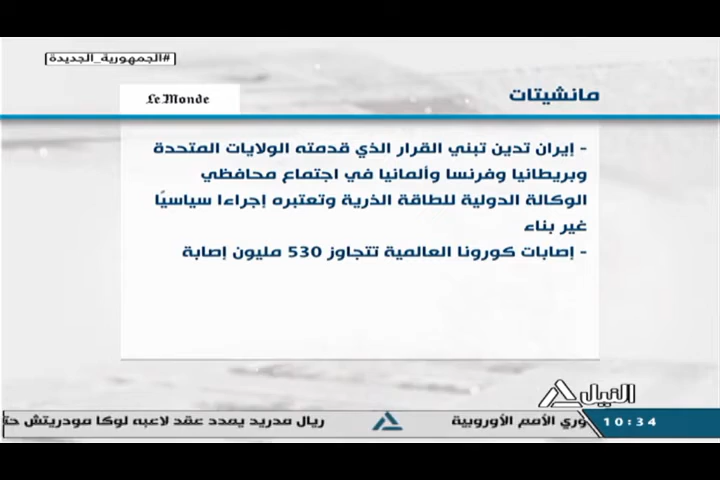 #الجمهورية_الجديدة
مانشيتات
Le Monde
- إيران تدين تبني القرار الذي قدمته الولايات المتحدة
وبريطانيا وفرنسا وألمانيا في اجتماع محافظي
الوكالة الدولية للطاقة الذرية وتعتبره إجراءا سياسيًا
غير بناء
- إصابات كورونا العالمية تتجاوز 530 مليون إصابة
النيل
10:34
وري الأمم الأوروبية
ريال مدريد يمدد عقد لاعبه لوكا مودريتش حت